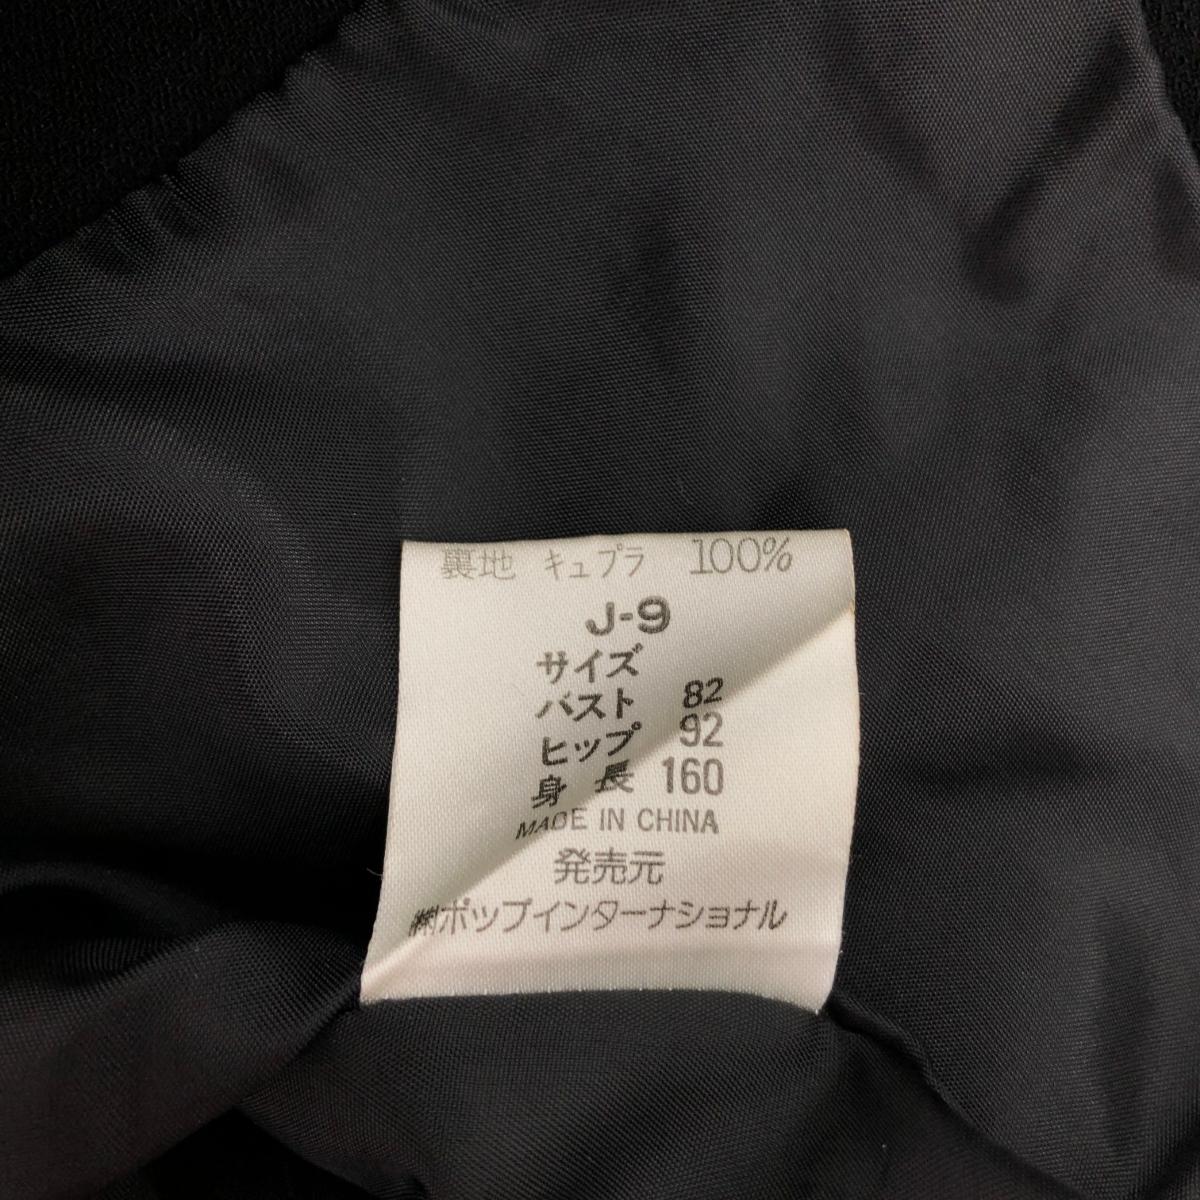 裏地 キュプラ 100%
J-9
サイズ
バスト 82
ヒップ 92
身長 160
MADE IN CHINA
発売元
㈱ポップインターナショナル